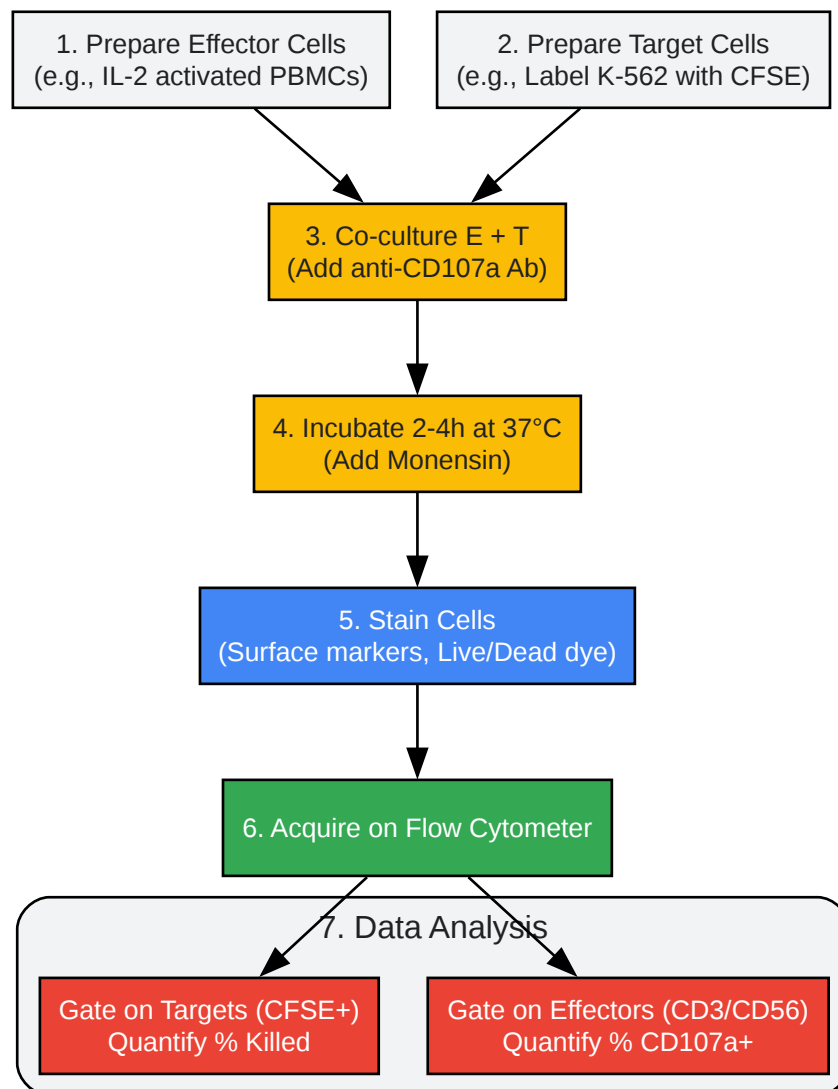 1. Prepare Effector Cells
(e.g., IL-2 activated PBMCs)
2. Prepare Target Cells
(e.g., Label K-562 with CFSE)
3. Co-culture E + T
(Add anti-CD107a Ab)
4. Incubate 2-4h at 37°C
(Add Monensin)
5. Stain Cells
(Surface markers, Live/Dead dye)
6. Acquire on Flow Cytometer
7. Data Analysis
Gate on Targets (CFSE+)
Quantify % Killed
Gate on Effectors (CD3/CD56)
Quantify % CD107a+